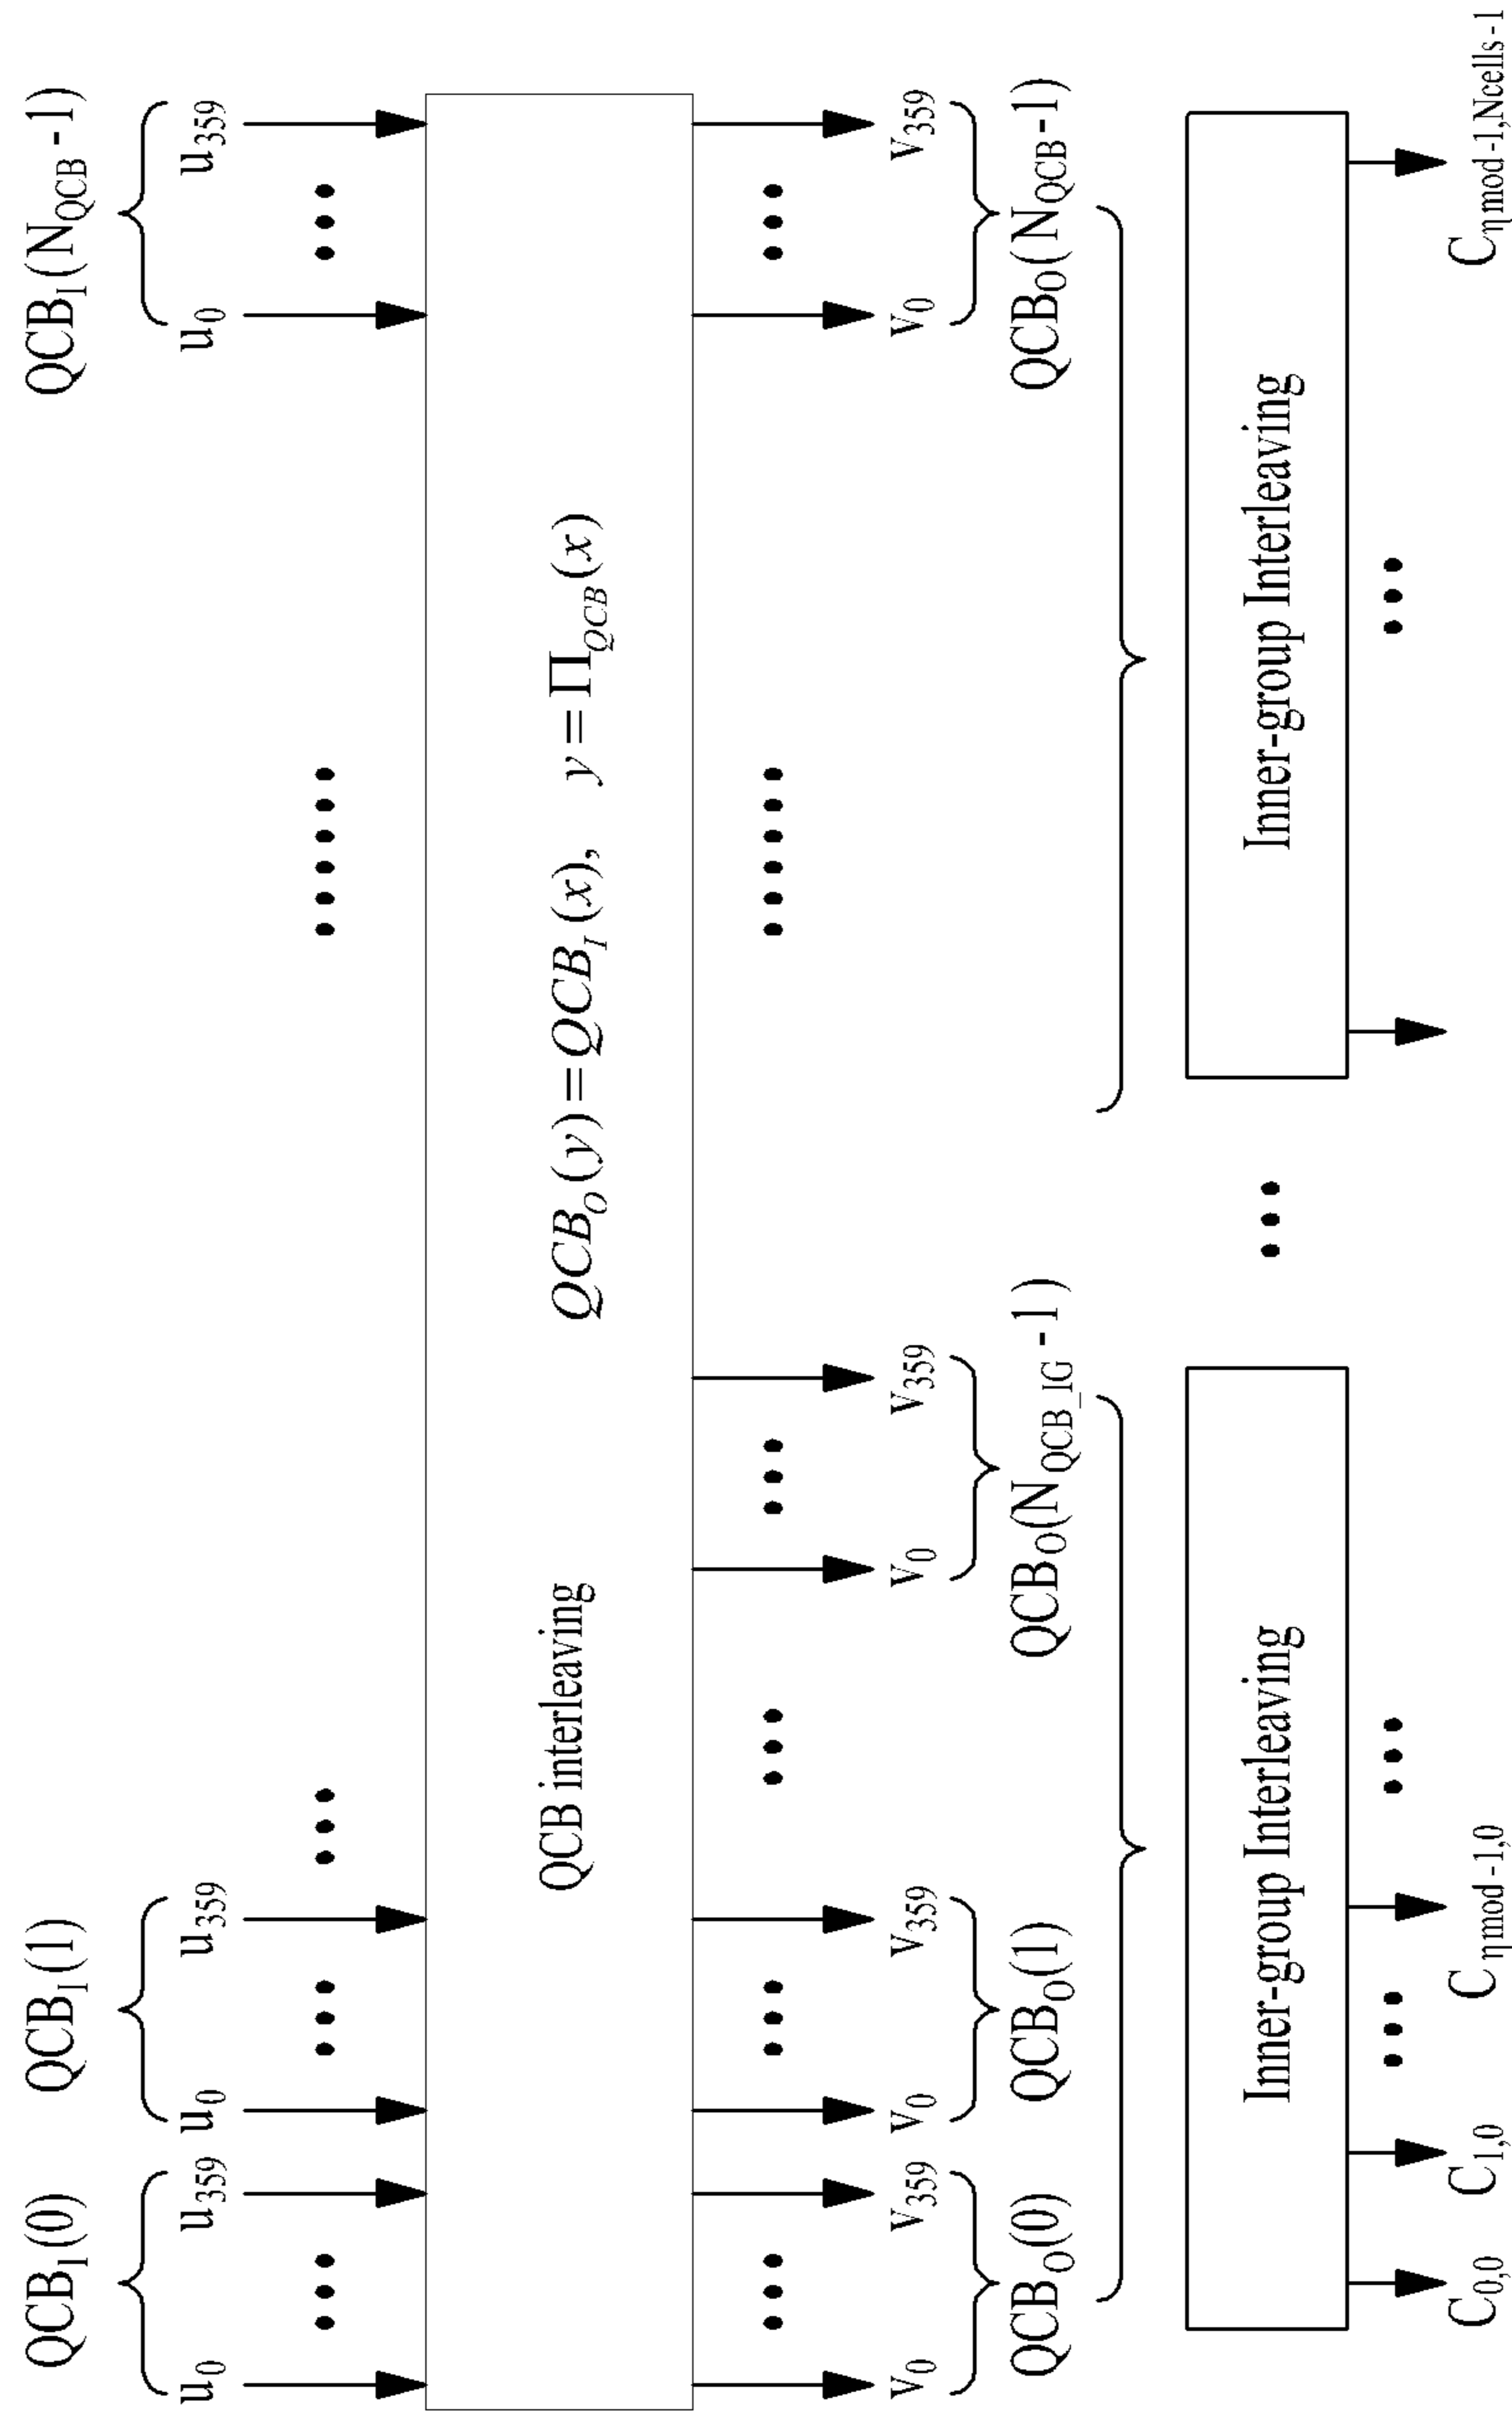 QCB_I(0) QCB_I(1) QCB_I(N_QCB-1)
u_0 ••• u_359 u_0 ••• u_359 ••• •••••• u_0 ••• u_359
QCB interleaving QCB_O(y)=QCB_I(x), y=Π_QCB(x)
••• ••• ••• ••• •••••• •••
v_0 v_359 v_0 v_359 v_0 v_359 v_0 v_359
QCB_O(0) QCB_O(1) QCB_O(N_QCB_IG-1) QCB_O(N_QCB-1)
Inner-group Interleaving ••• Inner-group Interleaving
••• ••• •••
C_0,0 C_1,0 C_ηmod-1,0 C_ηmod-1,Ncells-1